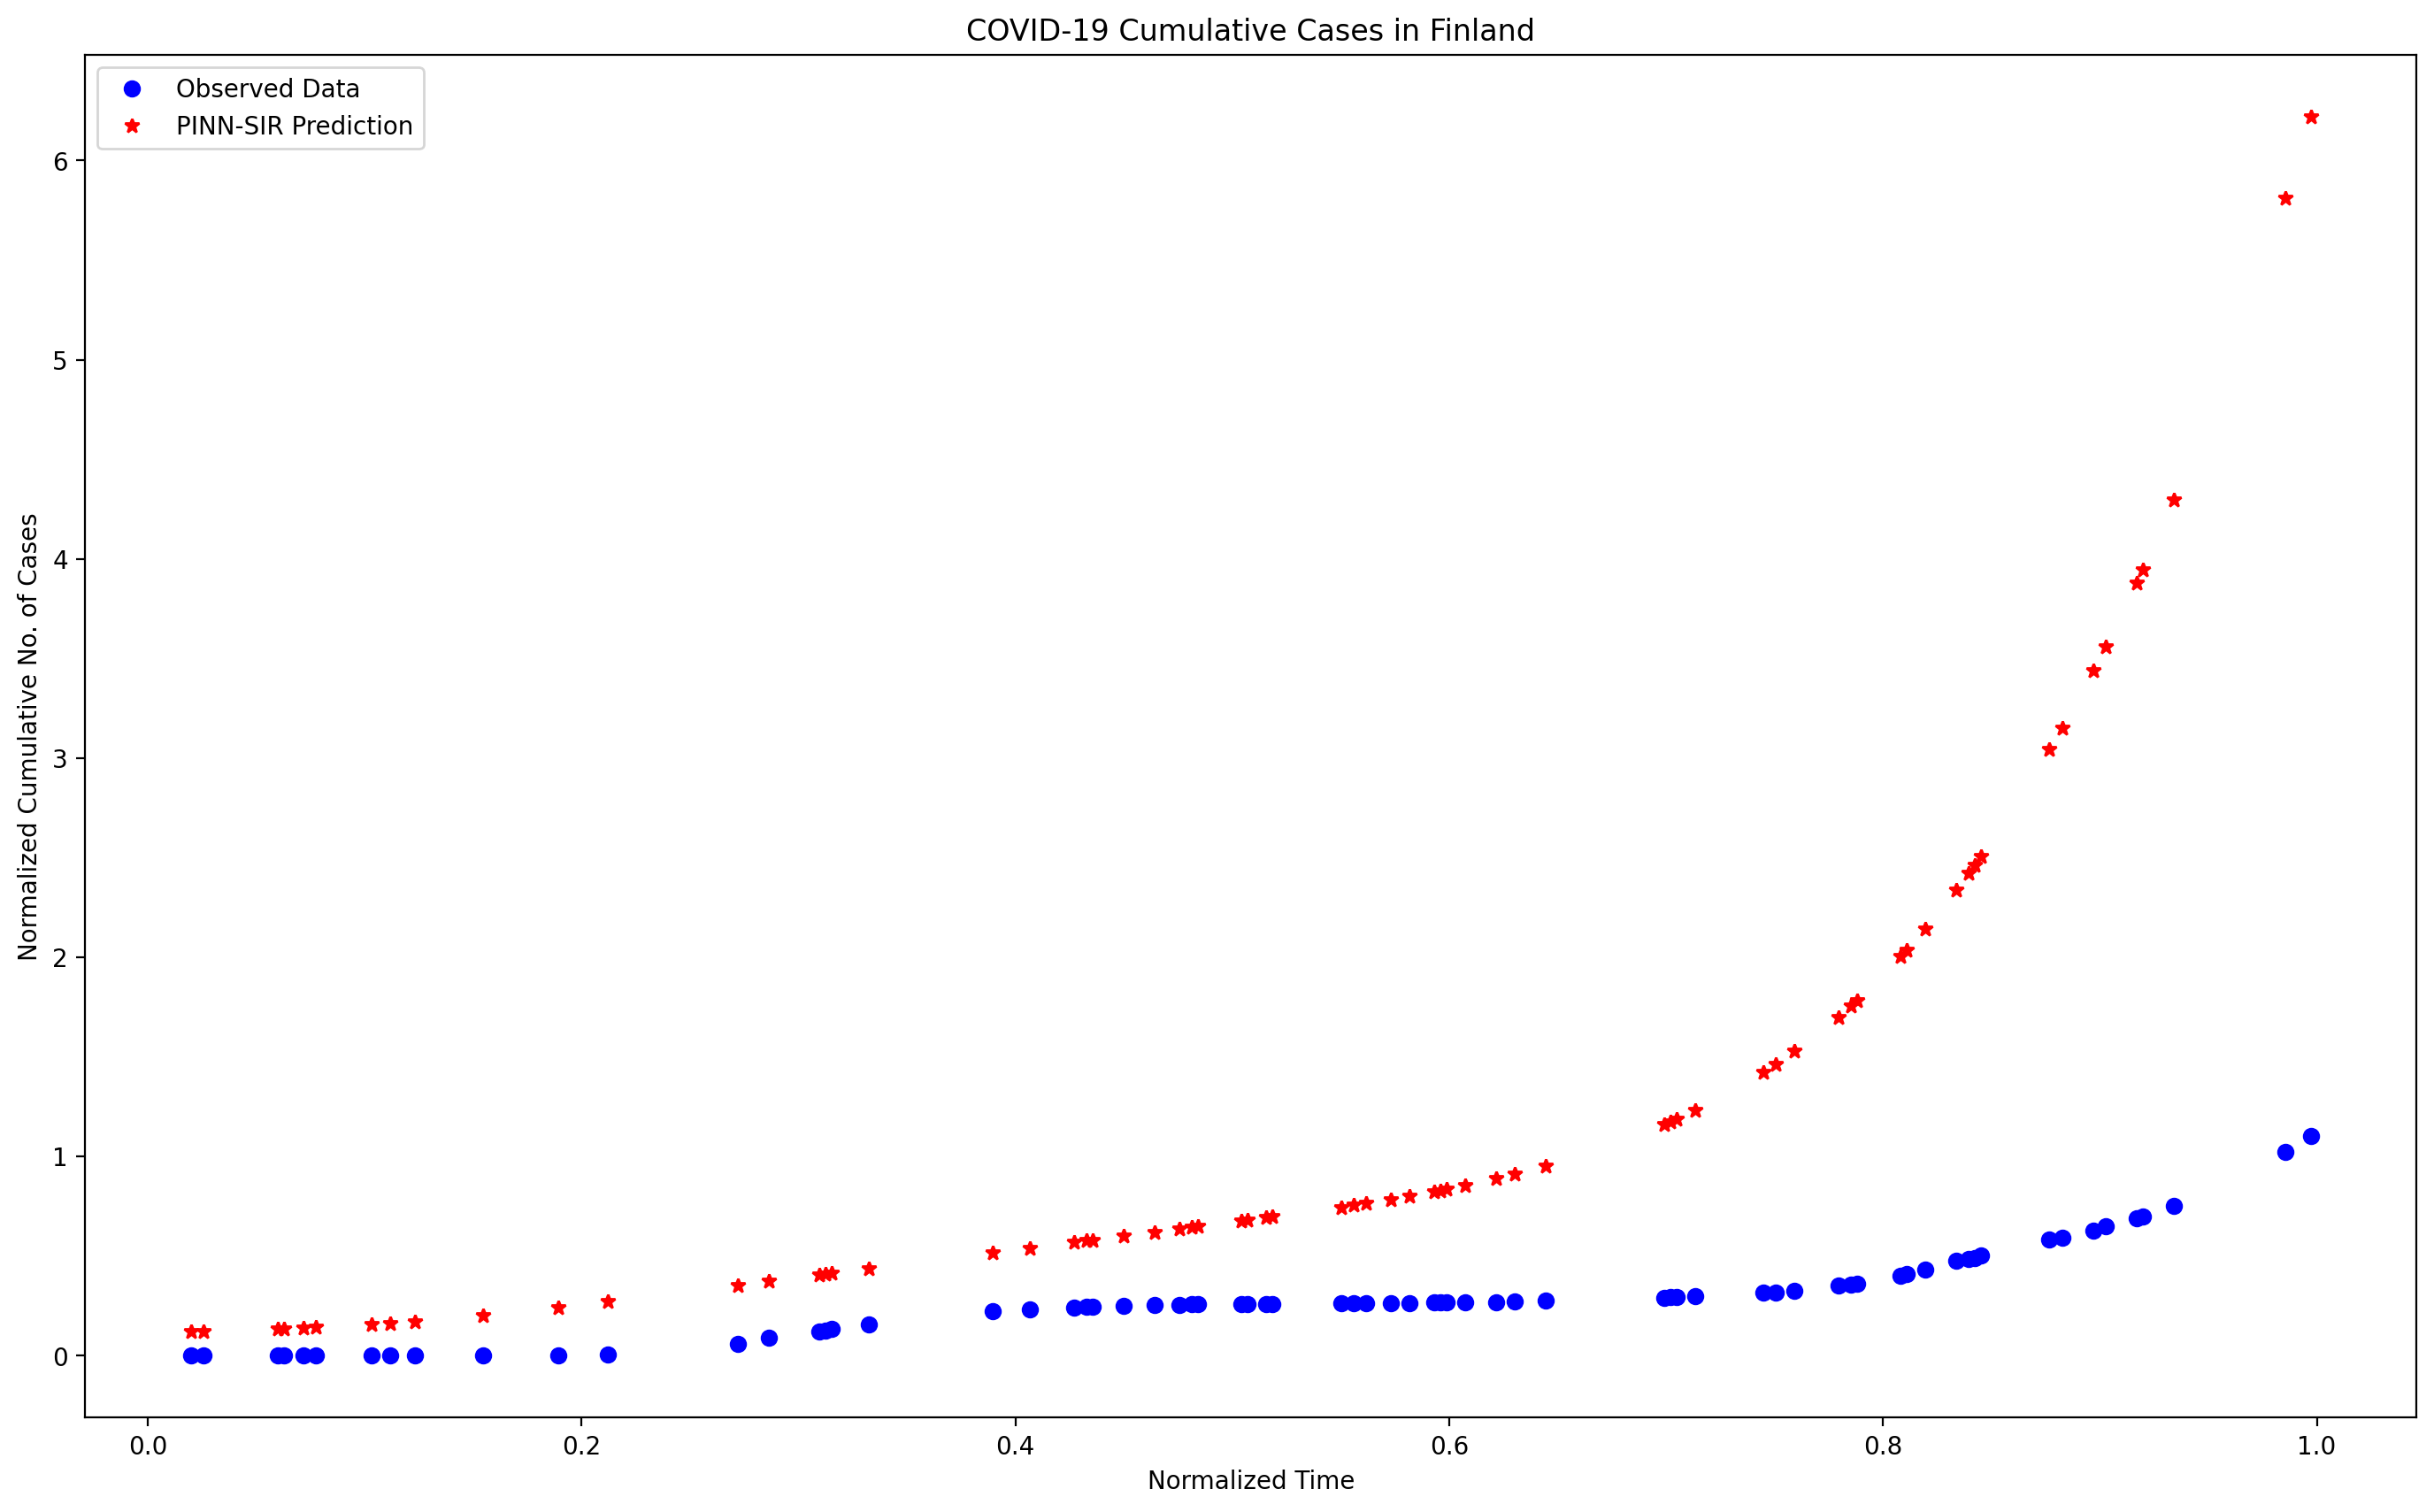 COVID-19 Cumulative Cases in Finland
Observed Data
PINN-SIR Prediction
6
5
4
3
2
1
0
Normalized Cumulative No. of Cases
0.0
0.2
0.4
0.6
0.8
1.0
Normalized Time